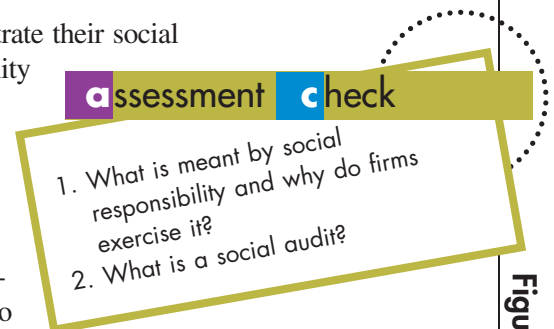 trate their social
ility
assessment check
1. What is meant by social
responsibility and why do firms
exercise it?
2. What is a social audit?
-
o
Figu